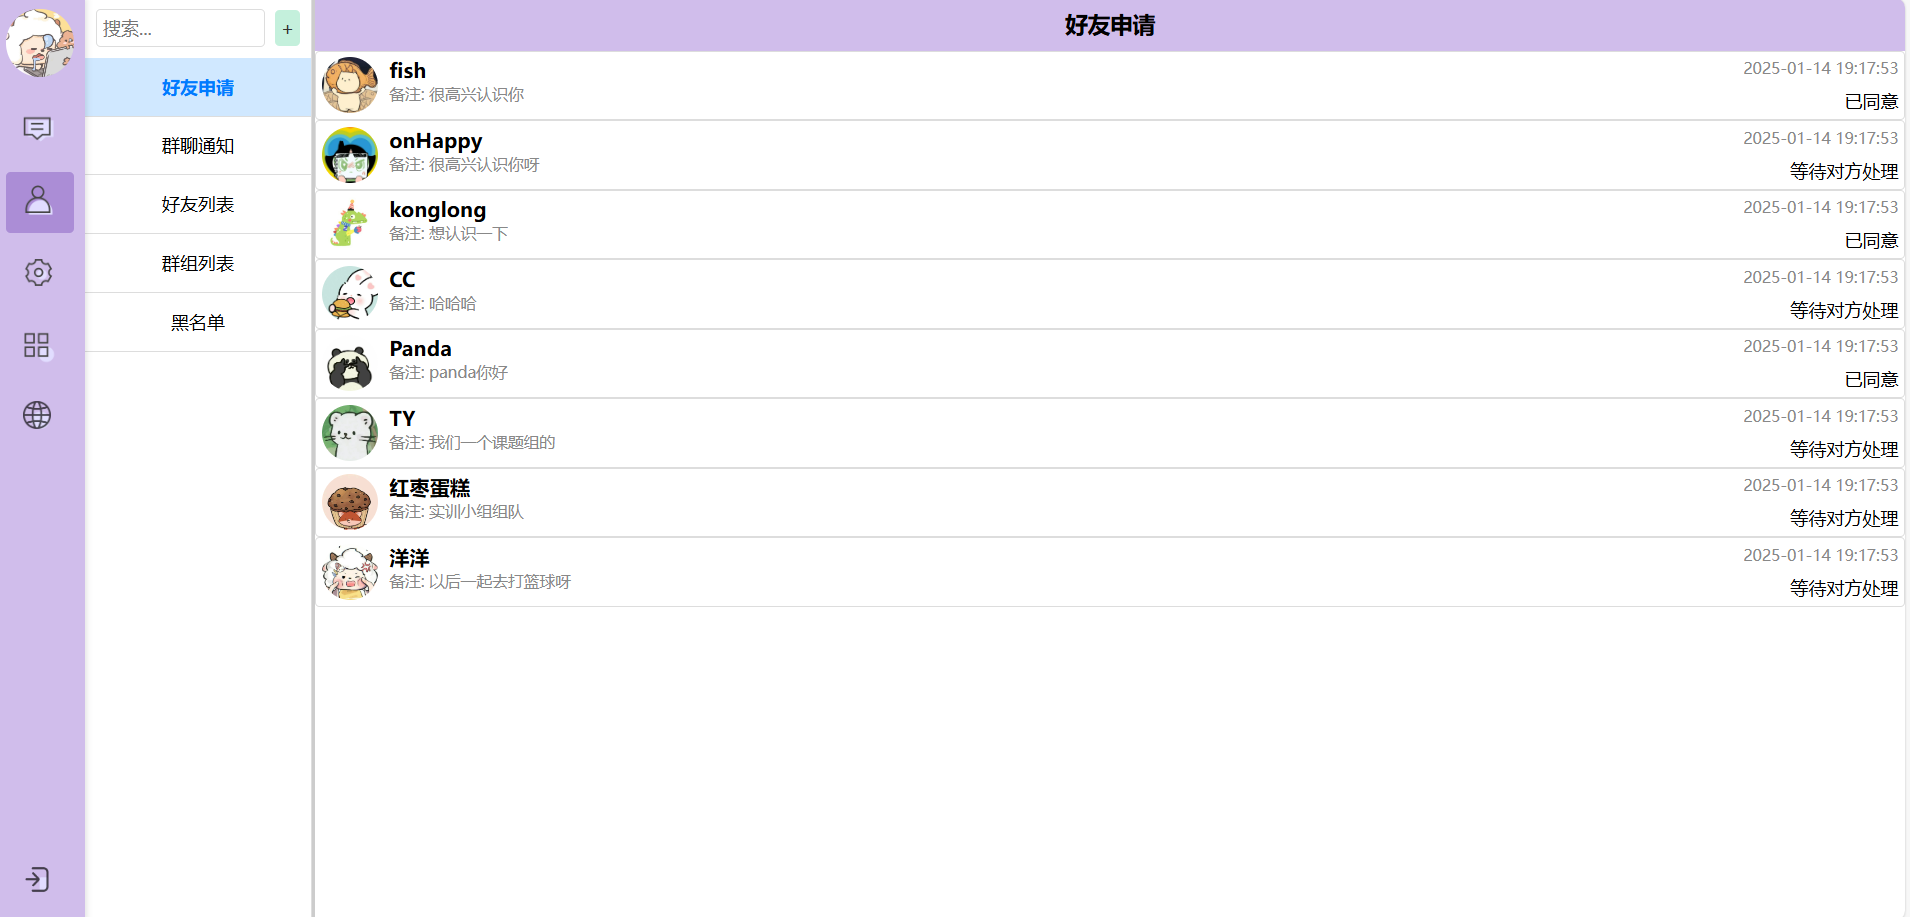 搜索...
+
好友申请
群聊通知
好友列表
群组列表
黑名单
好友申请
fish
备注: 很高兴认识你
2025-01-14 19:17:53
已同意
onHappy
备注: 很高兴认识你呀
2025-01-14 19:17:53
等待对方处理
konglong
备注: 想认识一下
2025-01-14 19:17:53
已同意
CC
备注: 哈哈哈
2025-01-14 19:17:53
等待对方处理
Panda
备注: panda你好
2025-01-14 19:17:53
已同意
TY
备注: 我们一个课题组的
2025-01-14 19:17:53
等待对方处理
红枣蛋糕
备注: 实训小组组队
2025-01-14 19:17:53
等待对方处理
洋洋
备注: 以后一起去打篮球呀
2025-01-14 19:17:53
等待对方处理